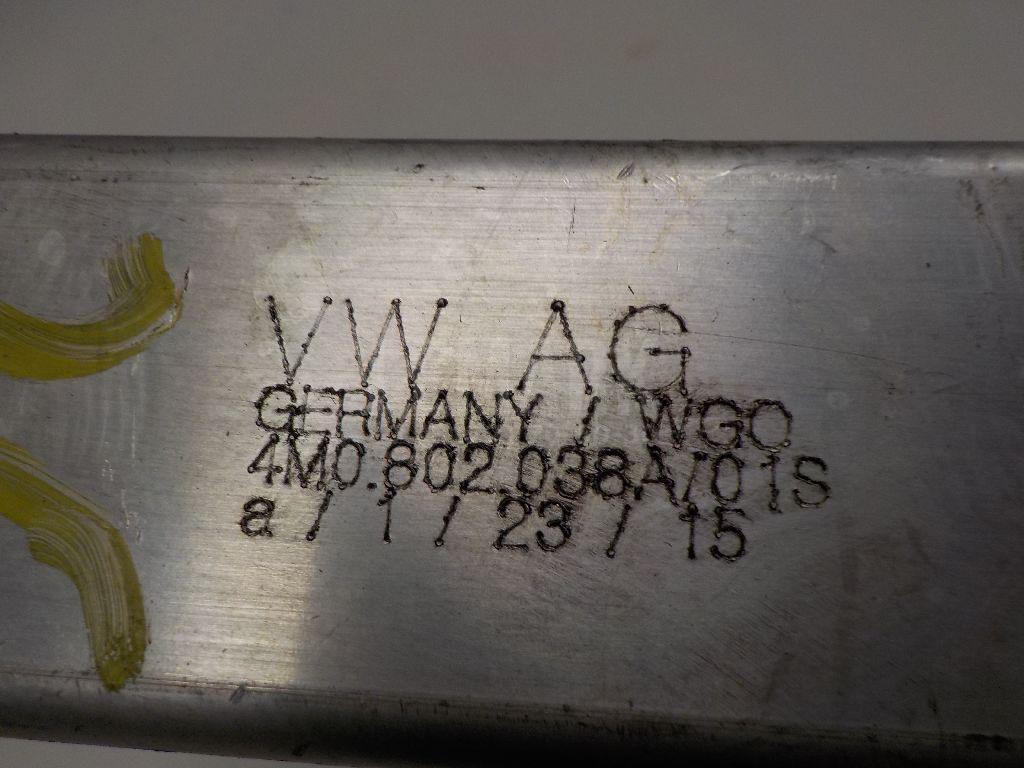 VW AG
GERMANY / WGO
4M0.802.038.A/01S
a / 1 / 23 / 15